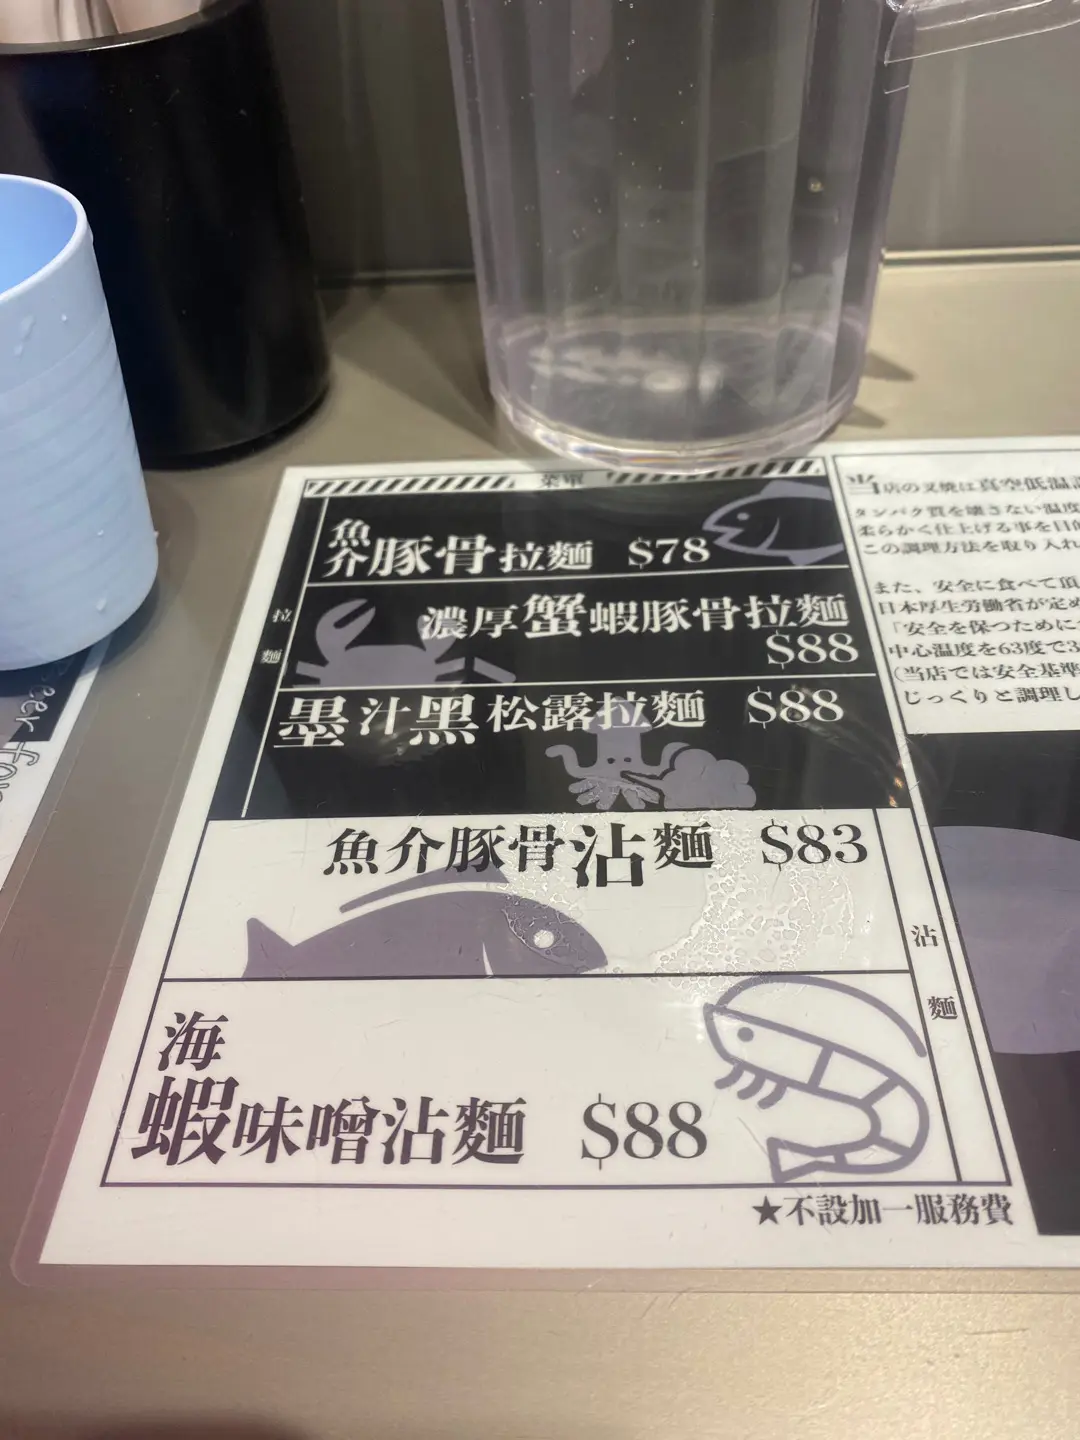 菜單
拉麵
魚介豚骨拉麵 $78
濃厚蟹蝦豚骨拉麵
$88
墨汁黑松露拉麵 $88
魚介豚骨沾麵 $83
海
蝦味噌沾麵 $88
沾麵
★不設加一服務費
当店の叉焼は真空低温調
タンパク質を壊さない温度
柔らかく仕上げる事を目的
この調理方法を取り入れ
また、安全に食べて頂
日本厚生労働省が定め
「安全を保つために
中心温度を63度で3
(当店では安全基準
じっくりと調理し